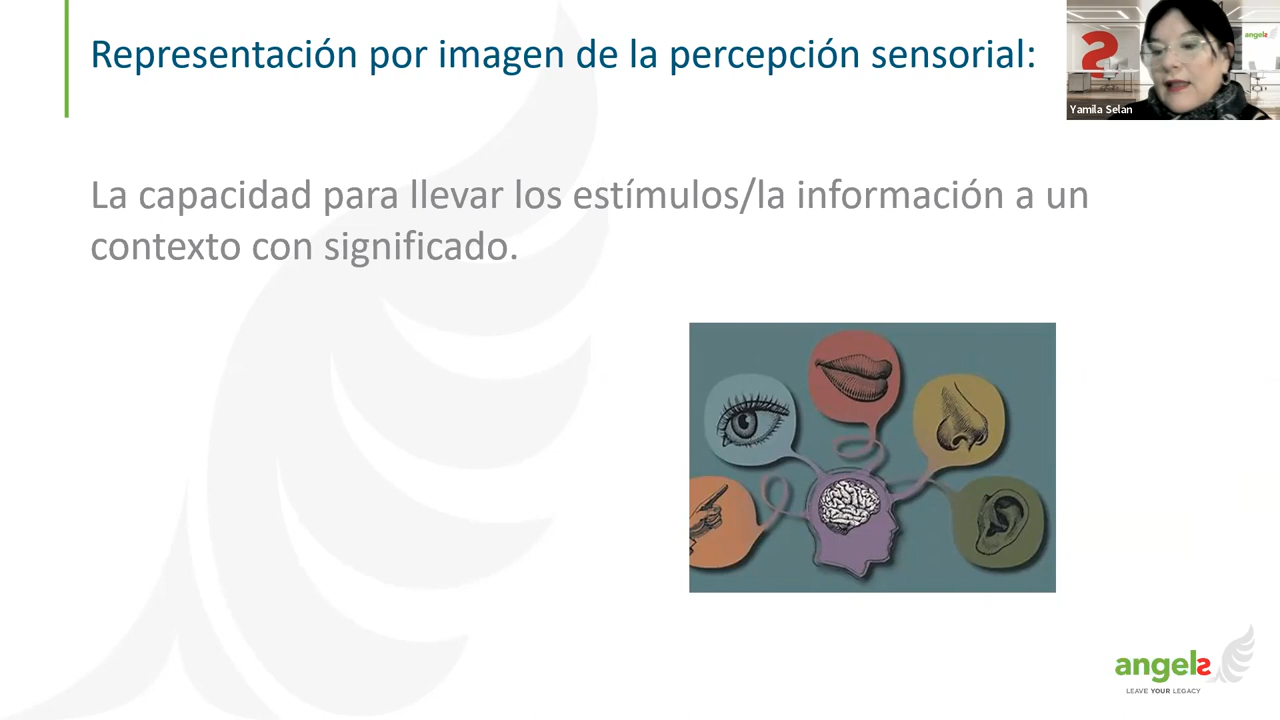 Representación por imagen de la percepción sensorial:
angels
Yamila Selan
La capacidad para llevar los estímulos/la información a un
contexto con significado.
angels
LEAVE YOUR LEGACY